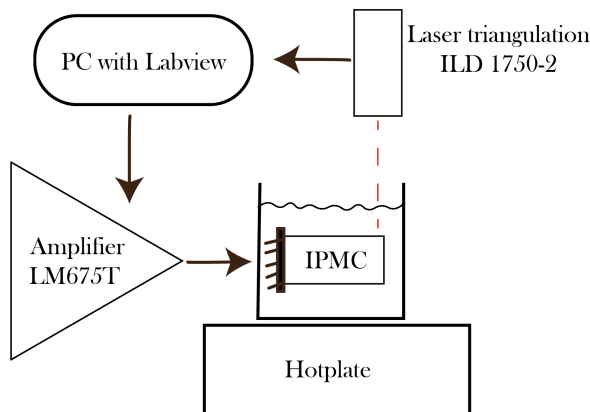 PC with Labview
Laser triangulation
ILD 1750-2
Amplifier
LM675T
IPMC
Hotplate